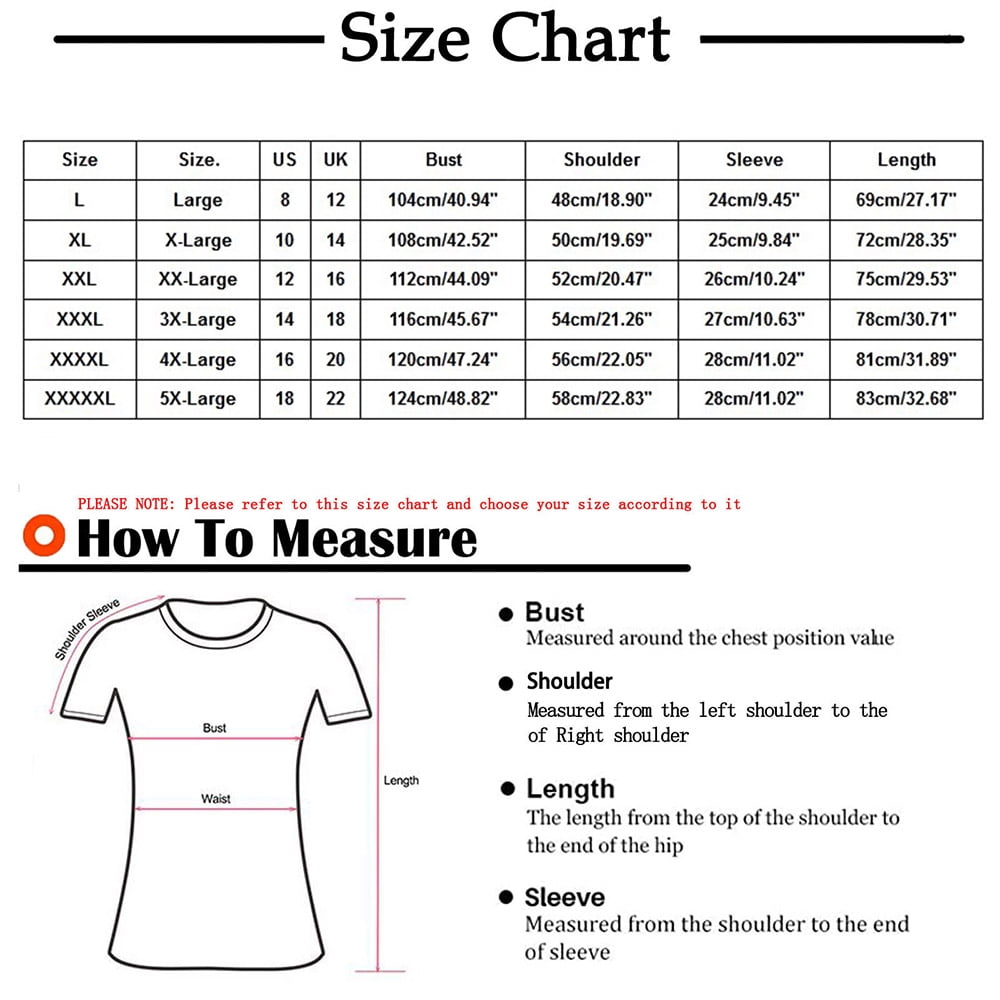 Size Chart
Size Size. US UK Bust Shoulder Sleeve Length
L Large 8 12 104cm/40.94" 48cm/18.90" 24cm/9.45" 69cm/27.17"
XL X-Large 10 14 108cm/42.52" 50cm/19.69" 25cm/9.84" 72cm/28.35"
XXL XX-Large 12 16 112cm/44.09" 52cm/20.47" 26cm/10.24" 75cm/29.53"
XXXL 3X-Large 14 18 116cm/45.67" 54cm/21.26" 27cm/10.63" 78cm/30.71"
XXXXL 4X-Large 16 20 120cm/47.24" 56cm/22.05" 28cm/11.02" 81cm/31.89"
XXXXXL 5X-Large 18 22 124cm/48.82" 58cm/22.83" 28cm/11.02" 83cm/32.68"
PLEASE NOTE: Please refer to this size chart and choose your size according to it
How To Measure
Shoulder Sleeve
Bust
Waist
Length
Bust
Measured around the chest position value
Shoulder
Measured from the left shoulder to the
of Right shoulder
Length
The length from the top of the shoulder to
the end of the hip
Sleeve
Measured from the shoulder to the end
of sleeve